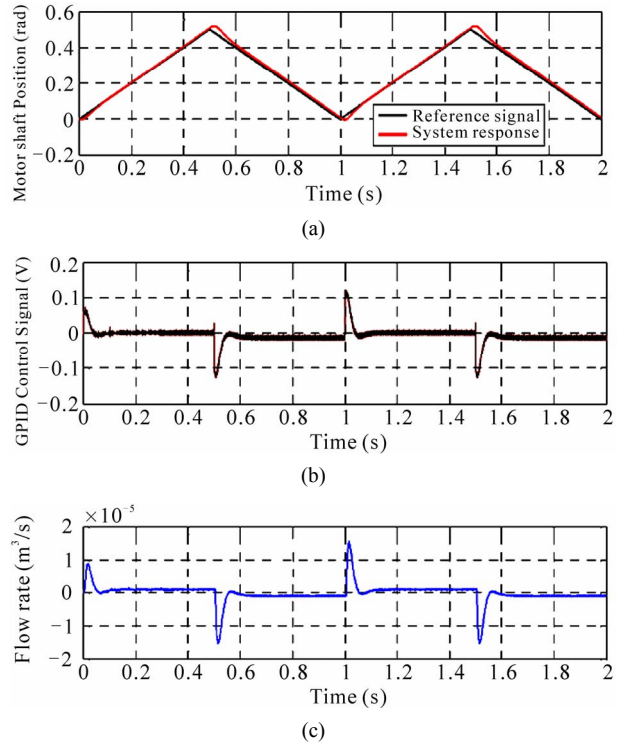 Motor shaft Position (rad)
0.6
0.4
0.2
0
−0.2
Reference signal
System response
0 0.2 0.4 0.6 0.8 1 1.2 1.4 1.6 1.8 2
Time (s)
(a)
GPID Control Signal (V)
0.2
0.1
0
−0.1
−0.2
0 0.2 0.4 0.6 0.8 1 1.2 1.4 1.6 1.8 2
Time (s)
(b)
Flow rate (m³/s)
×10⁻⁵
2
1
0
−1
−2
0 0.2 0.4 0.6 0.8 1 1.2 1.4 1.6 1.8 2
Time (s)
(c)